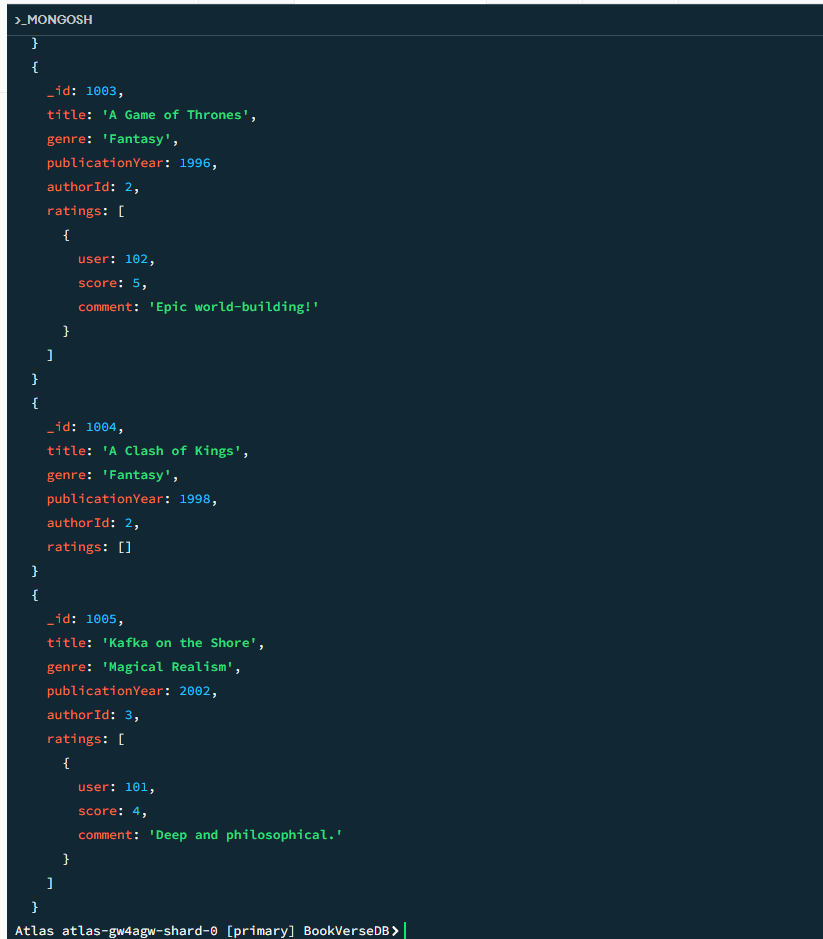 >_MONGOSH
}
{
_id: 1003,
title: 'A Game of Thrones',
genre: 'Fantasy',
publicationYear: 1996,
authorId: 2,
ratings: [
{
user: 102,
score: 5,
comment: 'Epic world-building!'
}
]
}
{
_id: 1004,
title: 'A Clash of Kings',
genre: 'Fantasy',
publicationYear: 1998,
authorId: 2,
ratings: []
}
{
_id: 1005,
title: 'Kafka on the Shore',
genre: 'Magical Realism',
publicationYear: 2002,
authorId: 3,
ratings: [
{
user: 101,
score: 4,
comment: 'Deep and philosophical.'
}
]
}
Atlas atlas-gw4agw-shard-0 [primary] BookVerseDB>